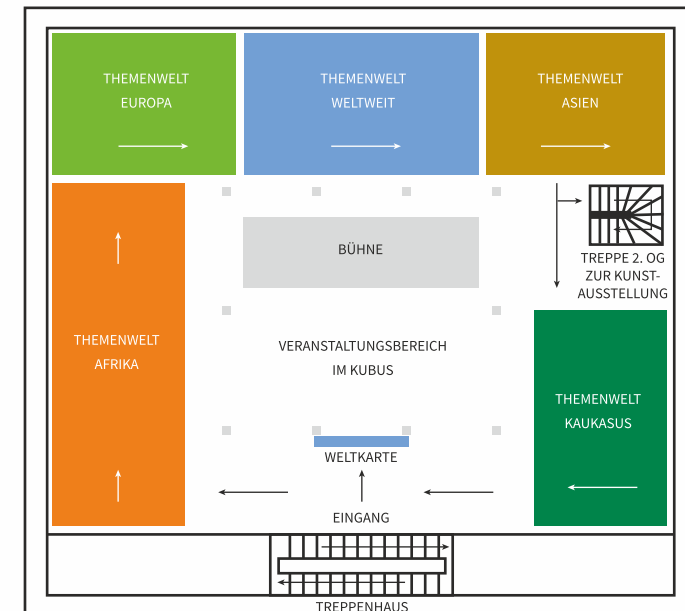 THEMENWELT
EUROPA
THEMENWELT
WELTWEIT
THEMENWELT
ASIEN
BÜHNE
TREPPE 2. OG
ZUR KUNST-
AUSSTELLUNG
THEMENWELT
AFRIKA
VERANSTALTUNGSBEREICH
IM KUBUS
THEMENWELT
KAUKASUS
WELTKARTE
EINGANG
TREPPENHAUS